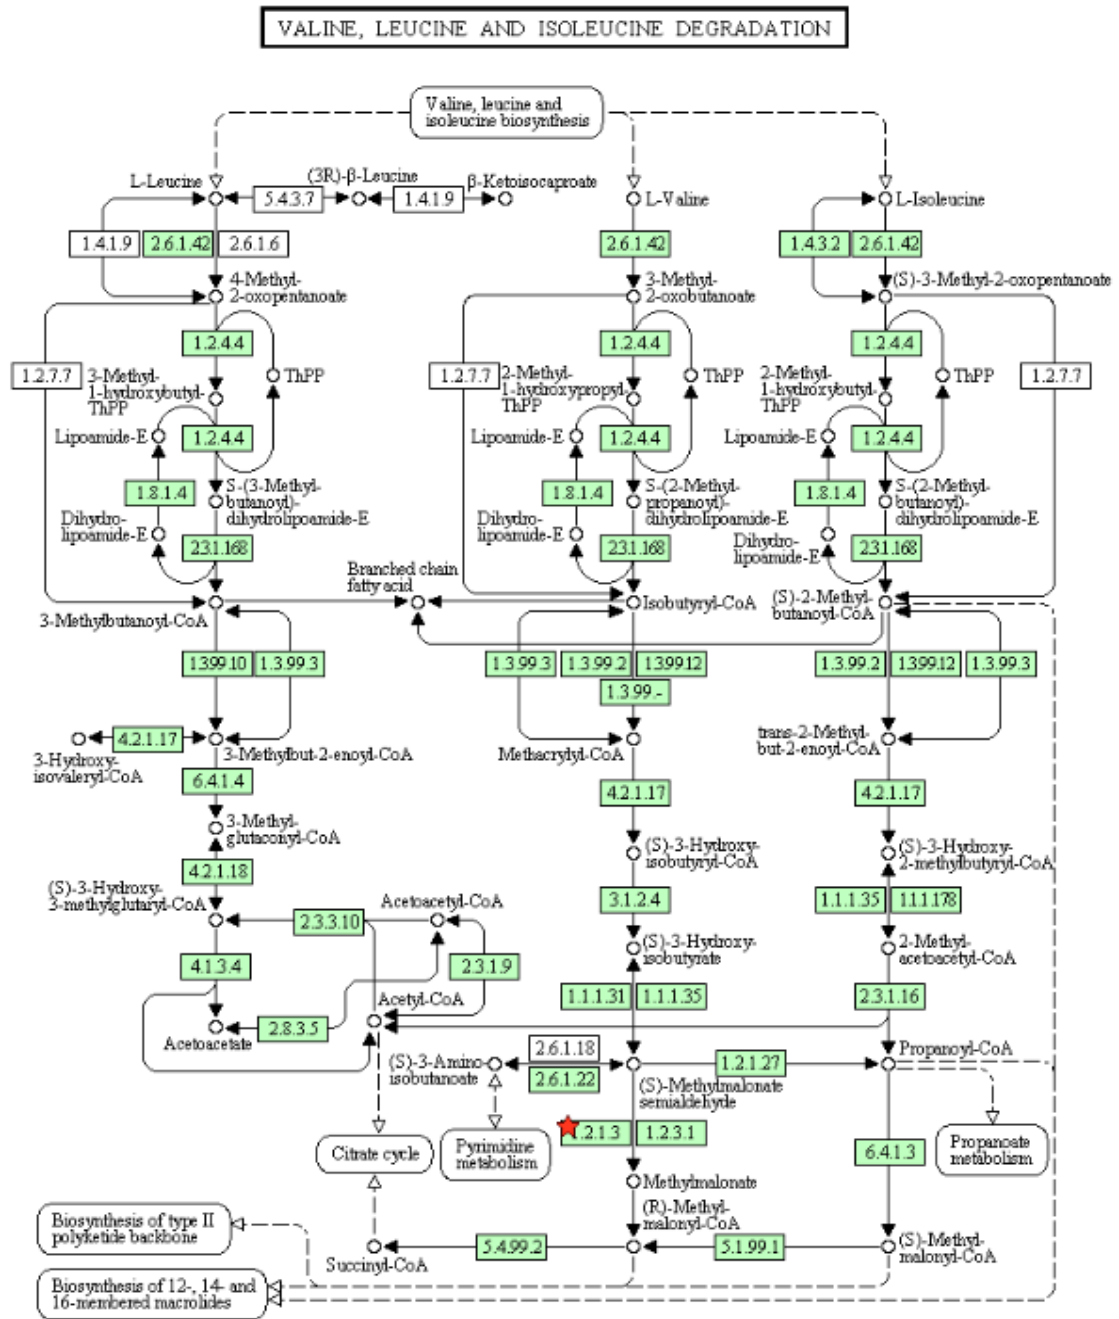 VALINE, LEUCINE AND ISOLEUCINE DEGRADATION
Valine, leucine and
isoleucine biosynthesis
L-Leucine
5.4.3.7
(3R)-β-Leucine
1.4.1.9
β-Ketoisocaproate
L-Valine
L-Isoleucine
1.4.1.9
2.6.1.42
2.6.1.6
2.6.1.42
1.4.3.2
2.6.1.42
4-Methyl-
2-oxopentanoate
3-Methyl-
2-oxobutanoate
(S)-3-Methyl-2-oxopentanoate
1.2.4.4
1.2.4.4
1.2.4.4
1.2.7.7
3-Methyl-
1-hydroxybutyl-
ThPP
ThPP
1.2.7.7
2-Methyl-
1-hydroxypropyl-
ThPP
ThPP
2-Methyl-
1-hydroxybutyl-
ThPP
ThPP
1.2.7.7
Lipoamide-E
1.2.4.4
Lipoamide-E
1.2.4.4
Lipoamide-E
1.2.4.4
1.8.1.4
S-(3-Methyl-
butanoyl)-
dihydrolipoamide-E
1.8.1.4
S-(2-Methyl-
propanoyl)-
dihydrolipoamide-E
1.8.1.4
S-(2-Methyl-
butanoyl)-
dihydrolipoamide-E
Dihydro-
lipoamide-E
2.3.1.168
Dihydro-
lipoamide-E
2.3.1.168
Dihydro-
lipoamide-E
2.3.1.168
Branched chain
fatty acid
3-Methylbutanoyl-CoA
Isobutyryl-CoA
(S)-2-Methyl-
butanoyl-CoA
1.3.99.10
1.3.99.3
1.3.99.3
1.3.99.2
1.3.99.12
1.3.99.-
1.3.99.2
1.3.99.12
1.3.99.3
4.2.1.17
3-Hydroxy-
isovaleryl-CoA
3-Methylbut-2-enoyl-CoA
Methacrylyl-CoA
trans-2-Methyl-
but-2-enoyl-CoA
6.4.1.4
4.2.1.17
4.2.1.17
3-Methyl-
glutaconyl-CoA
(S)-3-Hydroxy-
isobutyryl-CoA
(S)-3-Hydroxy-
2-methylbutyryl-CoA
4.2.1.18
(S)-3-Hydroxy-
3-methylglutaryl-CoA
2.3.3.10
Acetoacetyl-CoA
3.1.2.4
1.1.1.35
1.1.1.178
4.1.3.4
2.3.1.9
(S)-3-Hydroxy-
isobutyrate
2-Methyl-
acetoacetyl-CoA
Acetyl-CoA
1.1.1.31
1.1.1.35
2.3.1.16
Acetoacetate
2.8.3.5
(S)-3-Amino-
isobutanoate
2.6.1.18
2.6.1.22
(S)-Methylmalonate
semialdehyde
1.2.1.27
Propanoyl-CoA
Citrate cycle
Pyrimidine
metabolism
.2.1.3
1.2.3.1
6.4.1.3
Propanoate
metabolism
Methylmalonate
Biosynthesis of type II
polyketide backbone
(R)-Methyl-
malonyl-CoA
Succinyl-CoA
5.4.99.2
5.1.99.1
(S)-Methyl-
malonyl-CoA
Biosynthesis of 12-, 14- and
16-membered macrolides